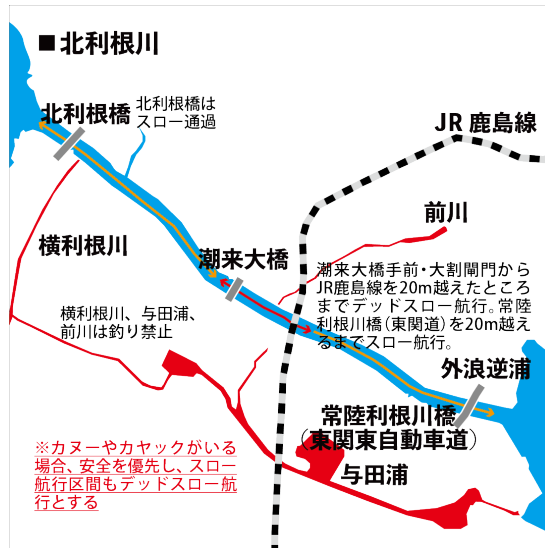 ■北利根川
北利根橋
北利根橋は
スロー通過
JR 鹿島線
前川
横利根川
潮来大橋
潮来大橋手前・大割閘門から
JR鹿島線を20m越えたところ
までデッドスロー航行。常陸
利根川橋（東関道）を20m越え
るまでスロー航行。
横利根川、与田浦、
前川は釣り禁止
外浪逆浦
常陸利根川橋
（東関東自動車道）
与田浦
※カヌーやカヤックがいる
場合、安全を優先し、スロー
航行区間もデッドスロー航
行とする